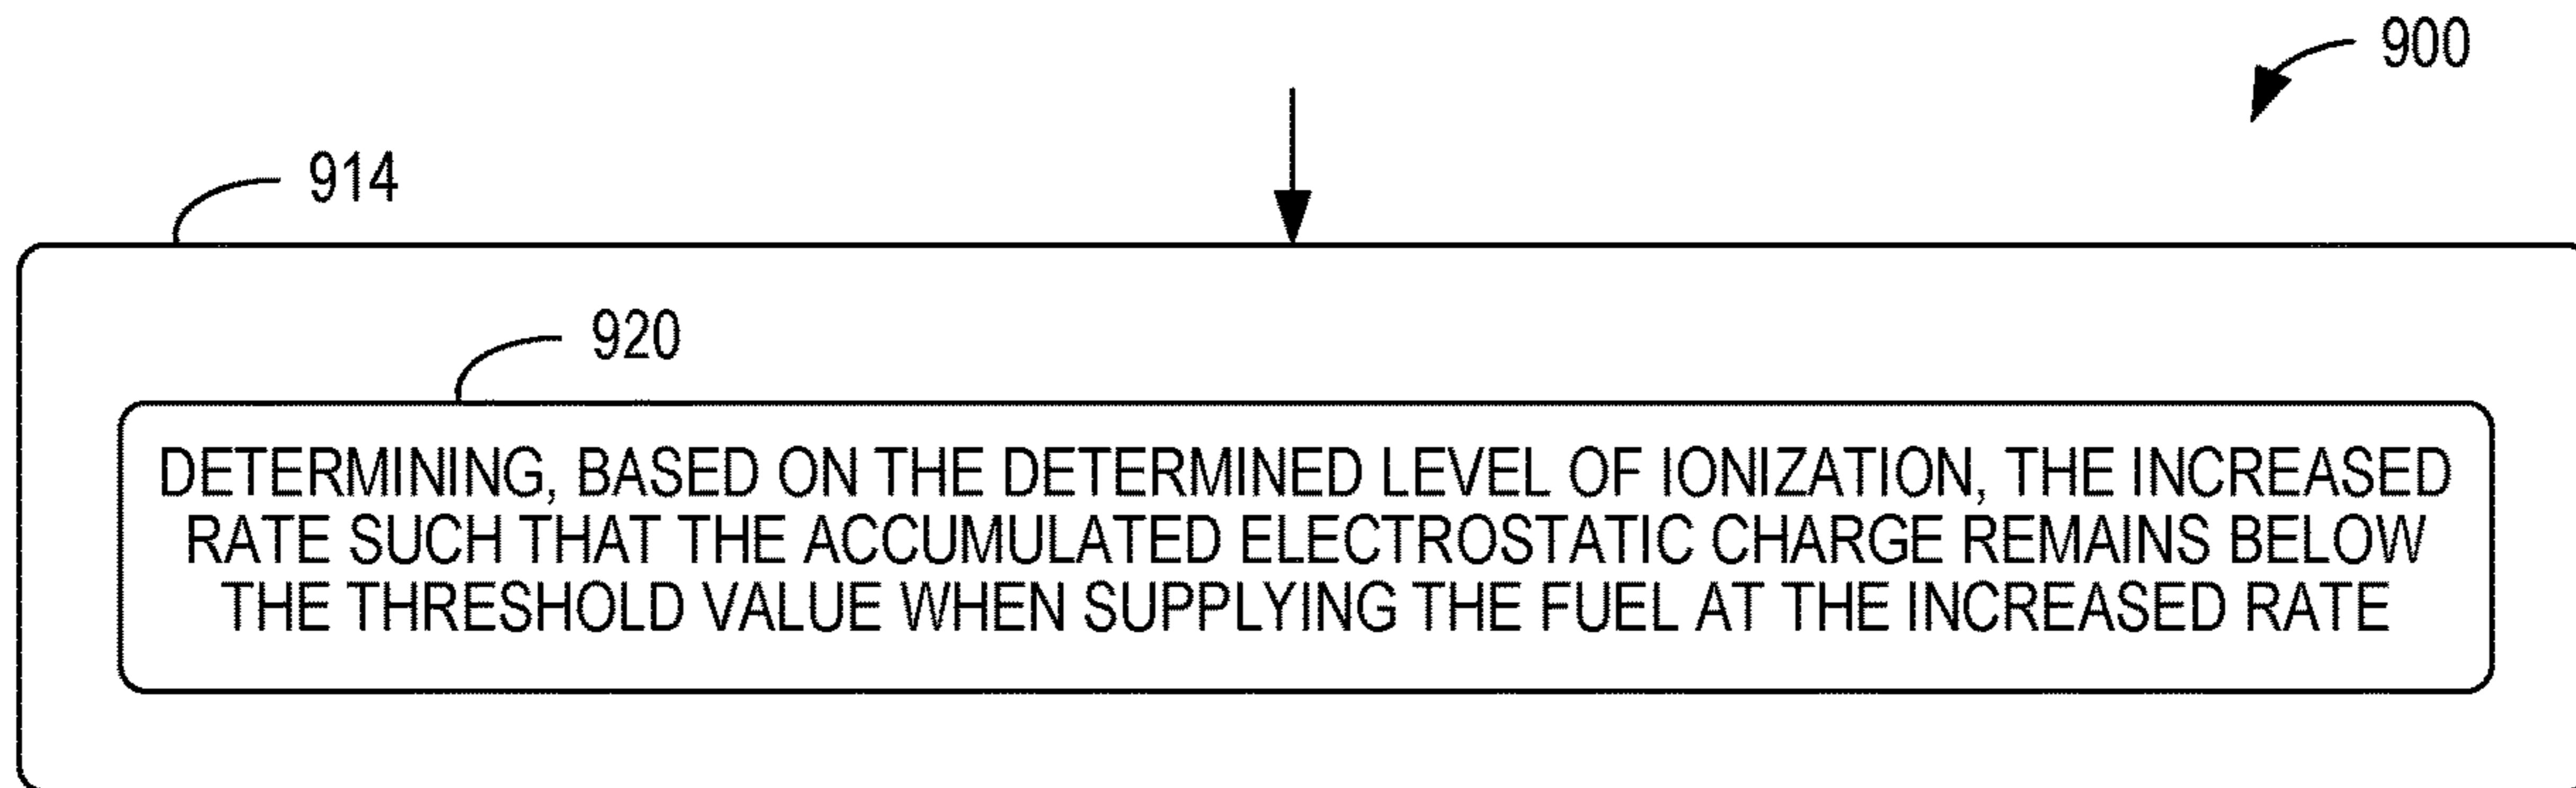 900
914
920
DETERMINING, BASED ON THE DETERMINED LEVEL OF IONIZATION, THE INCREASED
RATE SUCH THAT THE ACCUMULATED ELECTROSTATIC CHARGE REMAINS BELOW
THE THRESHOLD VALUE WHEN SUPPLYING THE FUEL AT THE INCREASED RATE